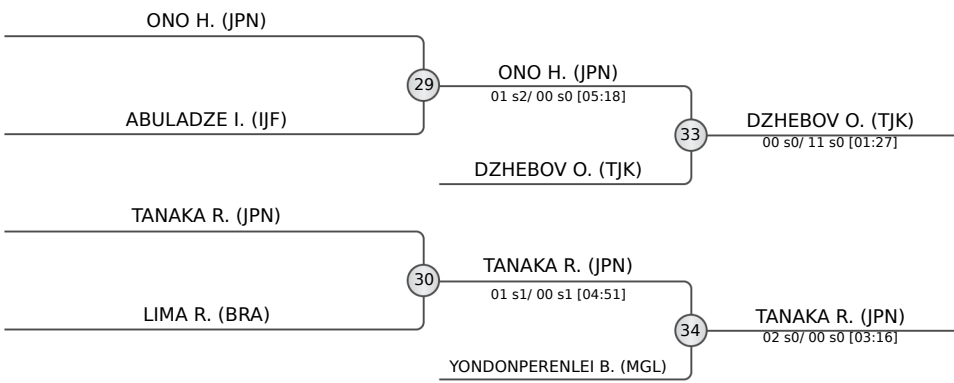 ONO H. (JPN)
29
ABULADZE I. (IJF)
ONO H. (JPN)
01 s2/ 00 s0 [05:18]
33
DZHEBOV O. (TJK)
DZHEBOV O. (TJK)
00 s0/ 11 s0 [01:27]
TANAKA R. (JPN)
30
LIMA R. (BRA)
TANAKA R. (JPN)
01 s1/ 00 s1 [04:51]
34
YONDONPERENLEI B. (MGL)
TANAKA R. (JPN)
02 s0/ 00 s0 [03:16]